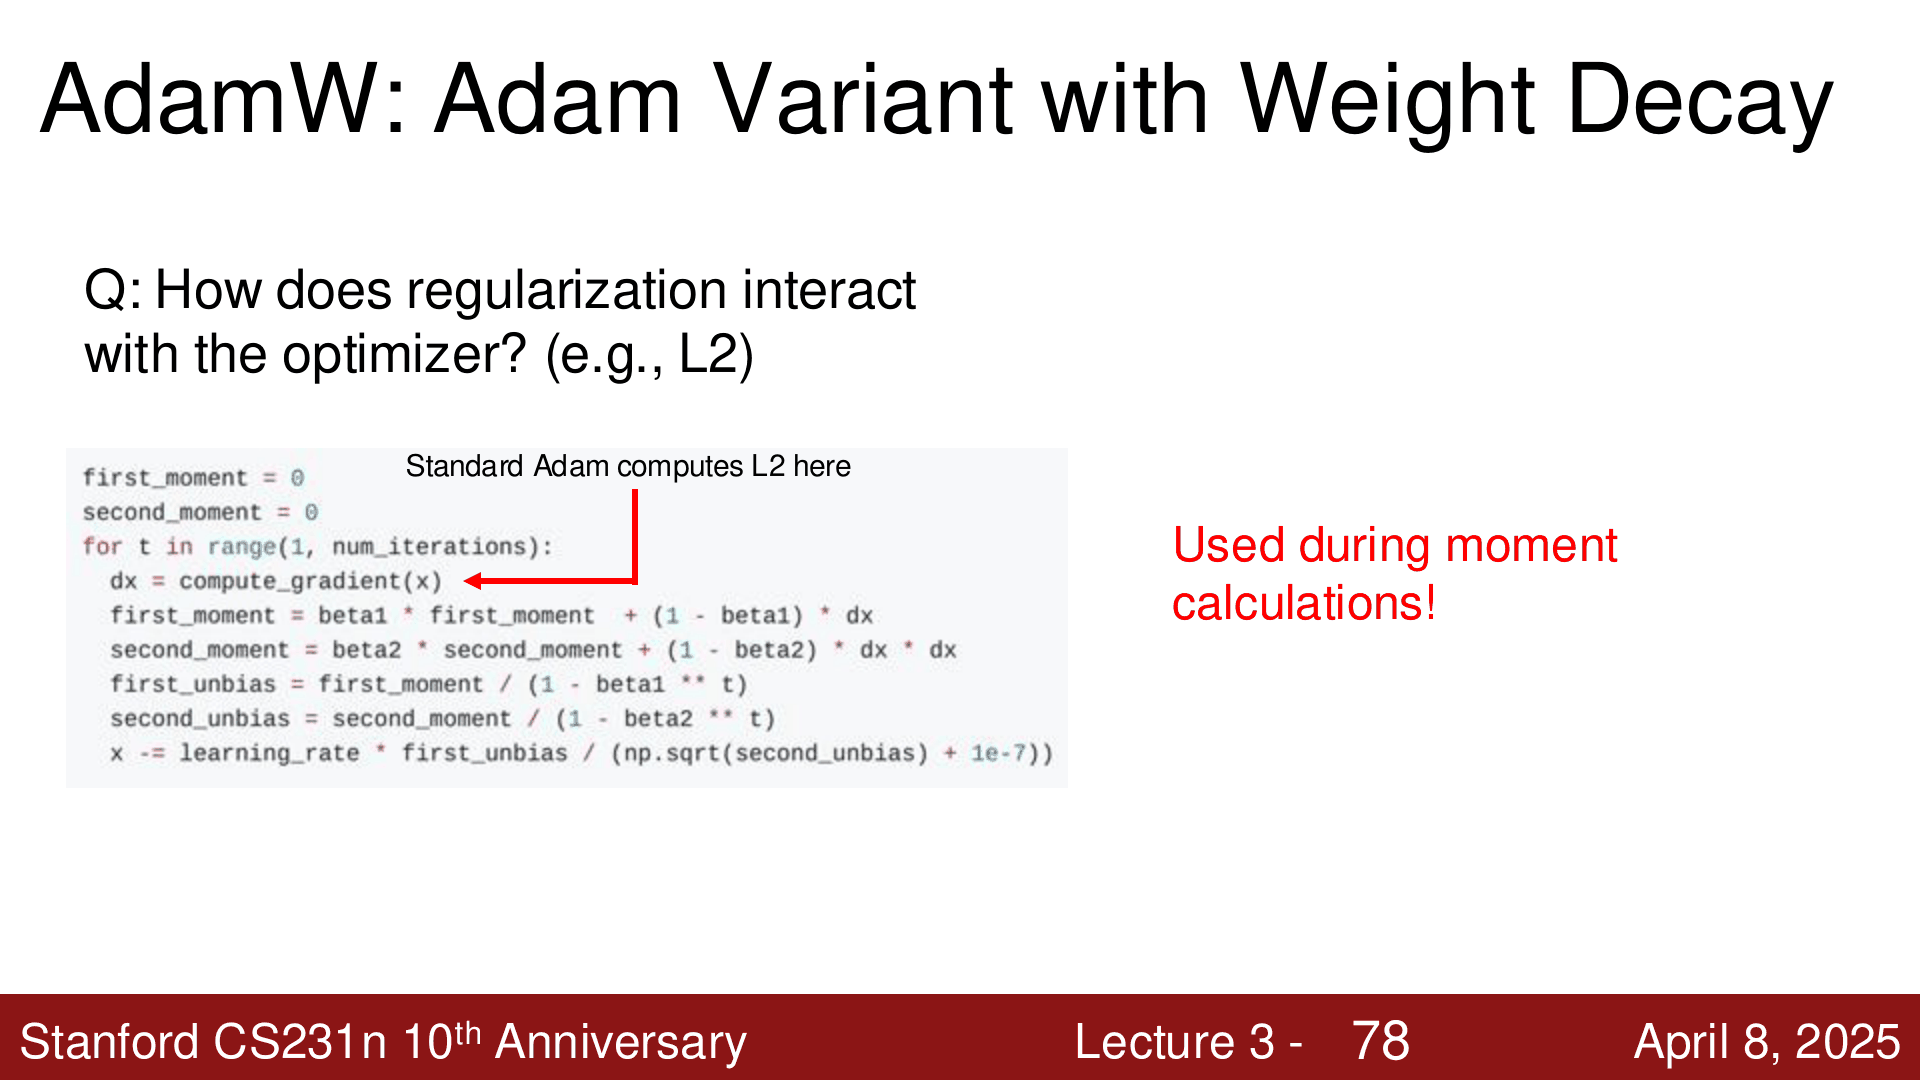 AdamW: Adam Variant with Weight Decay
Q: How does regularization interact
with the optimizer? (e.g., L2)
Standard Adam computes L2 here
first_moment = 0
second_moment = 0
for t in range(1, num_iterations):
  dx = compute_gradient(x)
  first_moment = beta1 * first_moment  + (1 - beta1) * dx
  second_moment = beta2 * second_moment + (1 - beta2) * dx * dx
  first_unbias = first_moment / (1 - beta1 ** t)
  second_unbias = second_moment / (1 - beta2 ** t)
  x -= learning_rate * first_unbias / (np.sqrt(second_unbias) + 1e-7))
Used during moment
calculations!
Stanford CS231n 10th Anniversary
Lecture 3 - 78
April 8, 2025